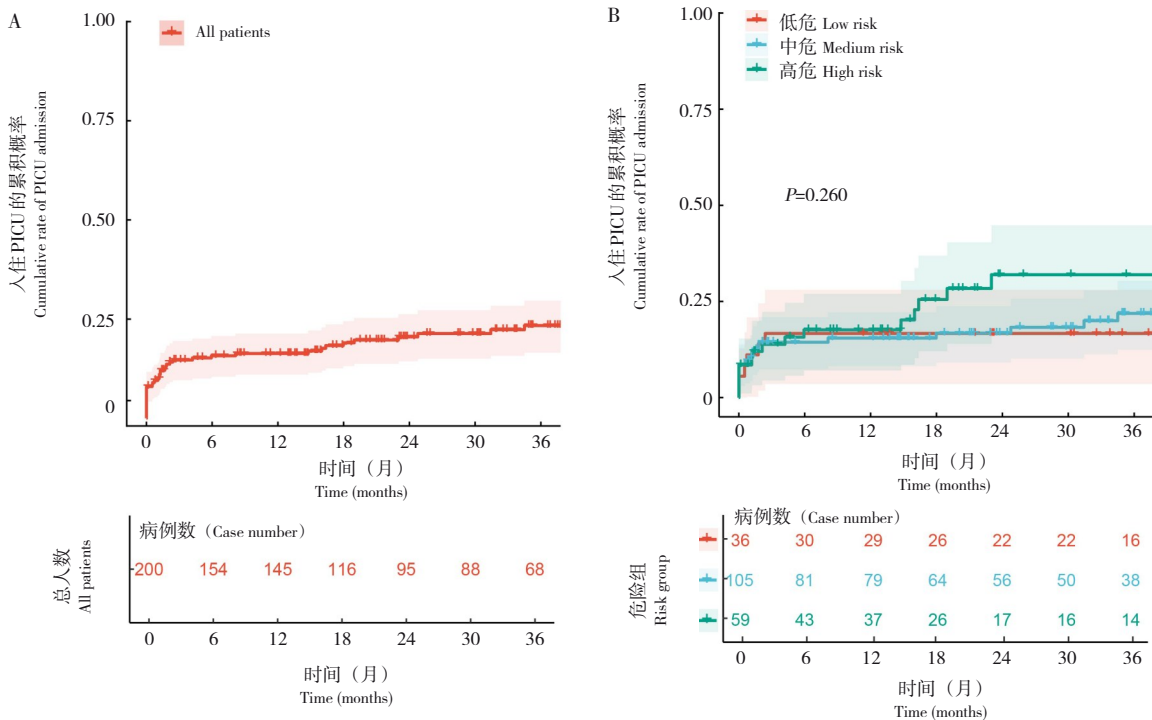 A
All patients
1.00
0.75
0.50
0.25
0
入住PICU的累积概率
Cumulative rate of PICU admission
0 6 12 18 24 30 36
时间（月）
Time (months)
病例数（Case number）
总人数
All patients
200 154 145 116 95 88 68
0 6 12 18 24 30 36
时间（月）
Time (months)
B
低危 Low risk
中危 Medium risk
高危 High risk
1.00
0.75
0.50
0.25
0
入住PICU的累积概率
Cumulative rate of PICU admission
P=0.260
0 6 12 18 24 30 36
时间（月）
Time (months)
病例数（Case number）
危险组
Risk group
36 30 29 26 22 22 16
105 81 79 64 56 50 38
59 43 37 26 17 16 14
0 6 12 18 24 30 36
时间（月）
Time (months)